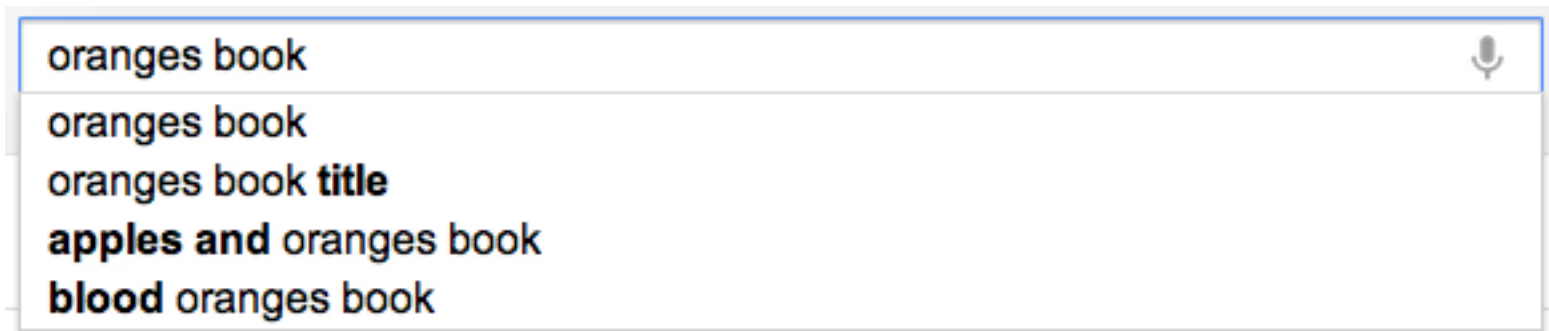 oranges book
oranges book
oranges book title
apples and oranges book
blood oranges book